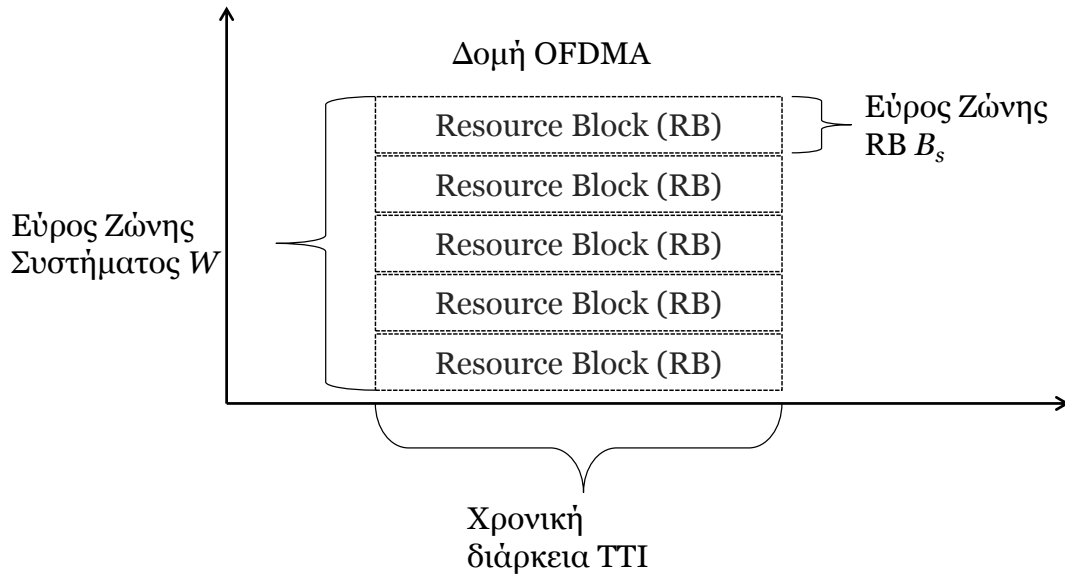 Δομή OFDMA
Resource Block (RB)
Εύρος Ζώνης
RB B_s
Resource Block (RB)
Εύρος Ζώνης
Συστήματος W
Resource Block (RB)
Resource Block (RB)
Resource Block (RB)
Χρονική
διάρκεια TTI